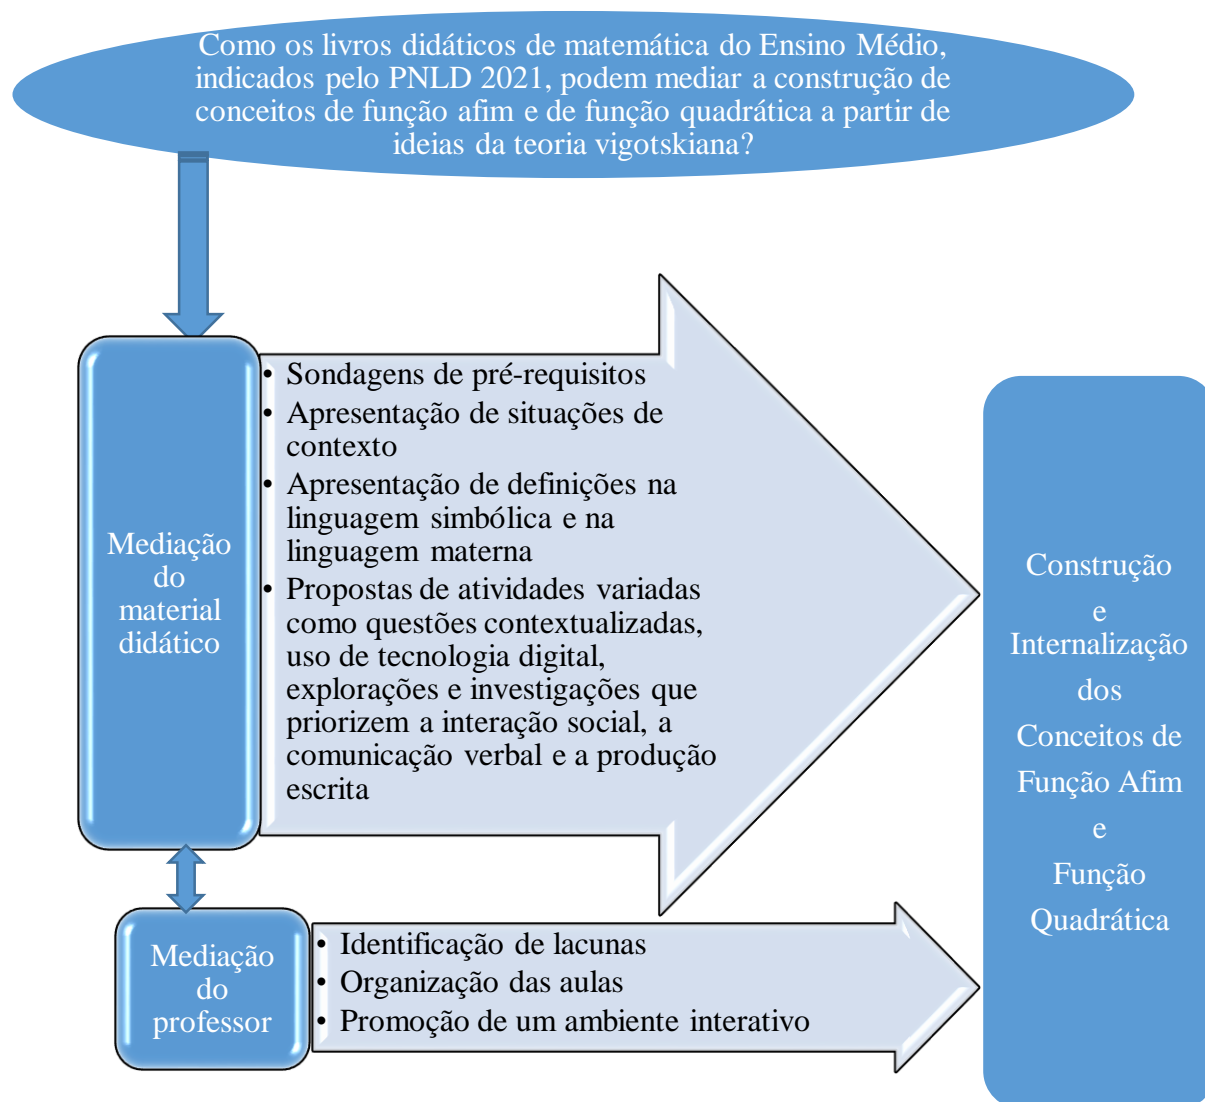 Como os livros didáticos de matemática do Ensino Médio,
indicados pelo PNLD 2021, podem mediar a construção de
conceitos de função afim e de função quadrática a partir de
ideias da teoria vigotskiana?
Mediação
do
material
didático
• Sondagens de pré-requisitos
• Apresentação de situações de
contexto
• Apresentação de definições na
linguagem simbólica e na
linguagem materna
• Propostas de atividades variadas
como questões contextualizadas,
uso de tecnologia digital,
explorações e investigações que
priorizem a interação social, a
comunicação verbal e a produção
escrita
Mediação
do
professor
• Identificação de lacunas
• Organização das aulas
• Promoção de um ambiente interativo
Construção
e
Internalização
dos
Conceitos de
Função Afim
e
Função
Quadrática